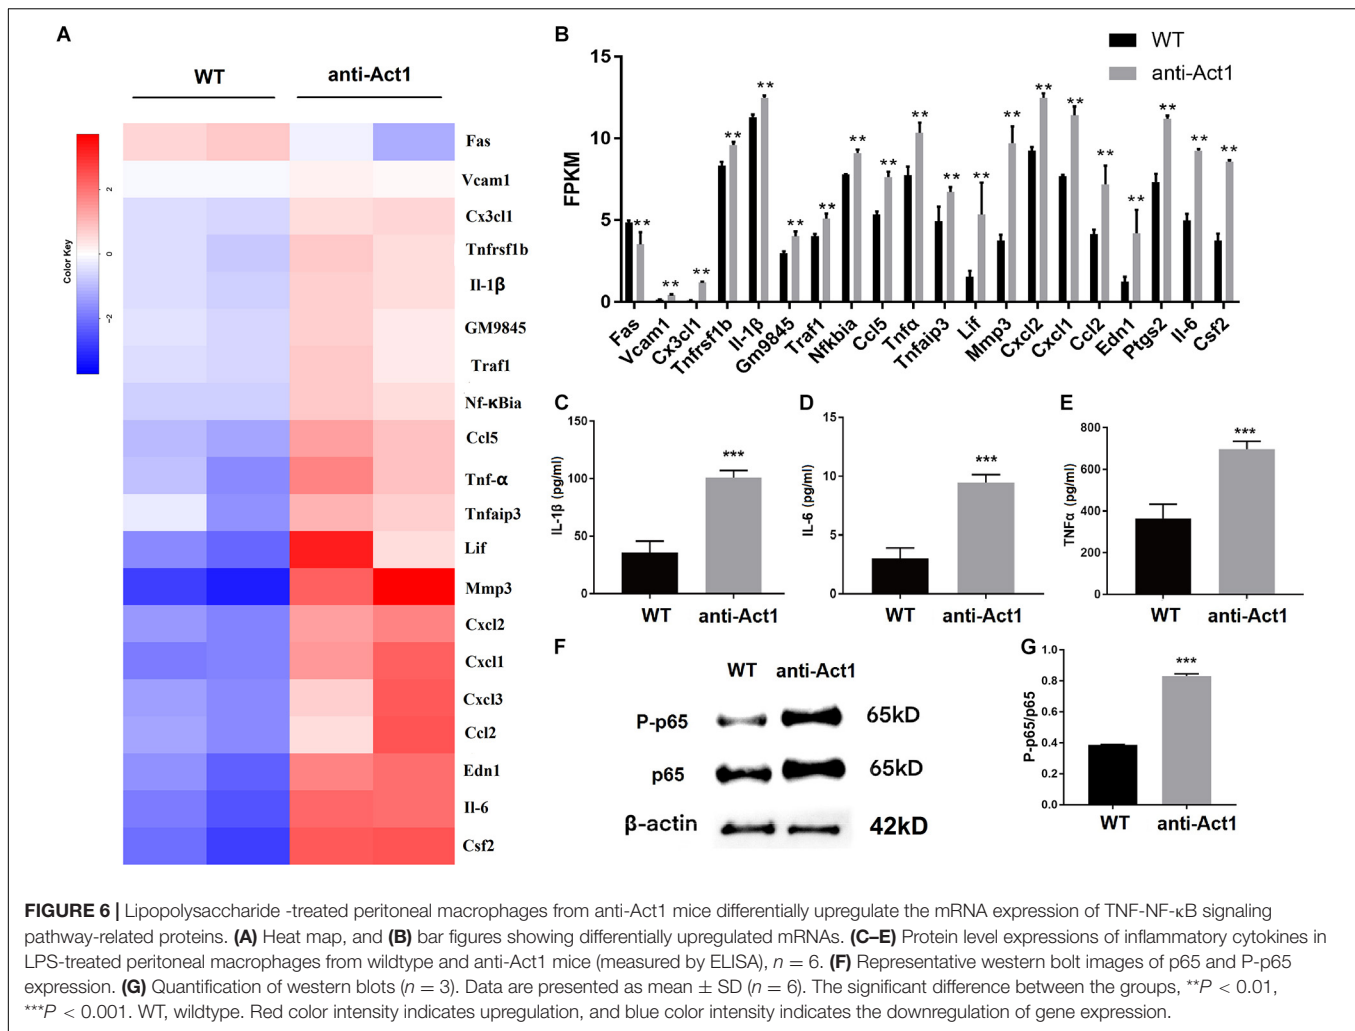 A
WT
anti-Act1
Color Key
2
0
−2
Fas
Vcam1
Cx3cl1
Tnfrsf1b
Il-1β
GM9845
Traf1
Nf-κBia
Ccl5
Tnf-α
Tnfaip3
Lif
Mmp3
Cxcl2
Cxcl1
Cxcl3
Ccl2
Edn1
Il-6
Csf2
B
WT
anti-Act1
FPKM
15
10
5
0
** ** ** ** ** ** ** ** ** ** ** ** ** ** ** ** ** ** ** **
Fas Vcam1 Cx3cl1 Tnfrsf1b Il-1β Gm9845 Traf1 Nfkbia Ccl5 Tnfα Tnfaip3 Lif Mmp3 Cxcl2 Cxcl1 Ccl2 Edn1 Ptgs2 Il-6 Csf2
C
IL-1β (pg/ml)
150
100
50
0
***
WT anti-Act1
D
IL-6 (pg/ml)
15
10
5
0
***
WT anti-Act1
E
TNFα (pg/ml)
800
600
400
200
0
***
WT anti-Act1
F
WT anti-Act1
P-p65 65kD
p65 65kD
β-actin 42kD
G
P-p65/p65
1.0
0.8
0.6
0.4
0.2
0.0
***
WT anti-Act1
FIGURE 6 | Lipopolysaccharide -treated peritoneal macrophages from anti-Act1 mice differentially upregulate the mRNA expression of TNF-NF-κB signaling
pathway-related proteins. (A) Heat map, and (B) bar figures showing differentially upregulated mRNAs. (C–E) Protein level expressions of inflammatory cytokines in
LPS-treated peritoneal macrophages from wildtype and anti-Act1 mice (measured by ELISA), n = 6. (F) Representative western bolt images of p65 and P-p65
expression. (G) Quantification of western blots (n = 3). Data are presented as mean ± SD (n = 6). The significant difference between the groups, **P < 0.01,
***P < 0.001. WT, wildtype. Red color intensity indicates upregulation, and blue color intensity indicates the downregulation of gene expression.